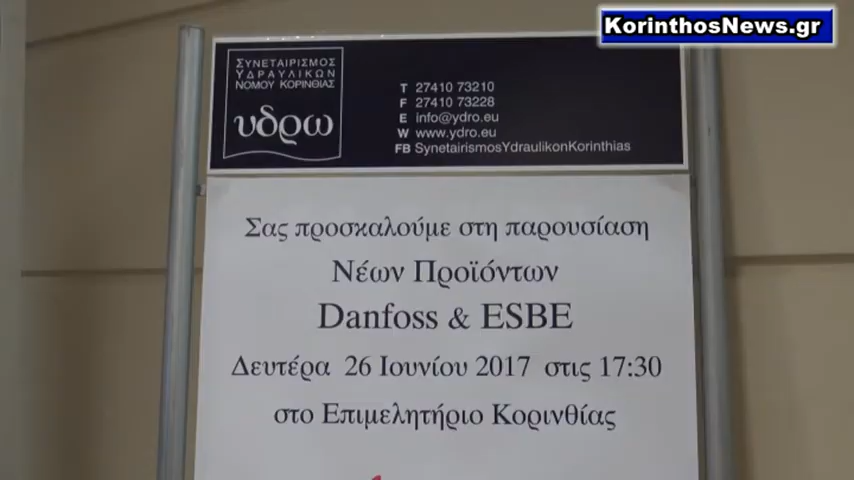 KorinthosNews.gr
ΣΥΝΕΤΑΙΡΙΣΜΟΣ
ΥΔΡΑΥΛΙΚΩΝ
ΝΟΜΟΥ ΚΟΡΙΝΘΙΑΣ
υδρω
T 27410 73210
F 27410 73228
E info@ydro.eu
W www.ydro.eu
FB SynetairismosYdraulikonKorinthias
Σας προσκαλούμε στη παρουσίαση
Νέων Προϊόντων
Danfoss & ESBE
Δευτέρα 26 Ιουνίου 2017 στις 17:30
στο Επιμελητήριο Κορινθίας